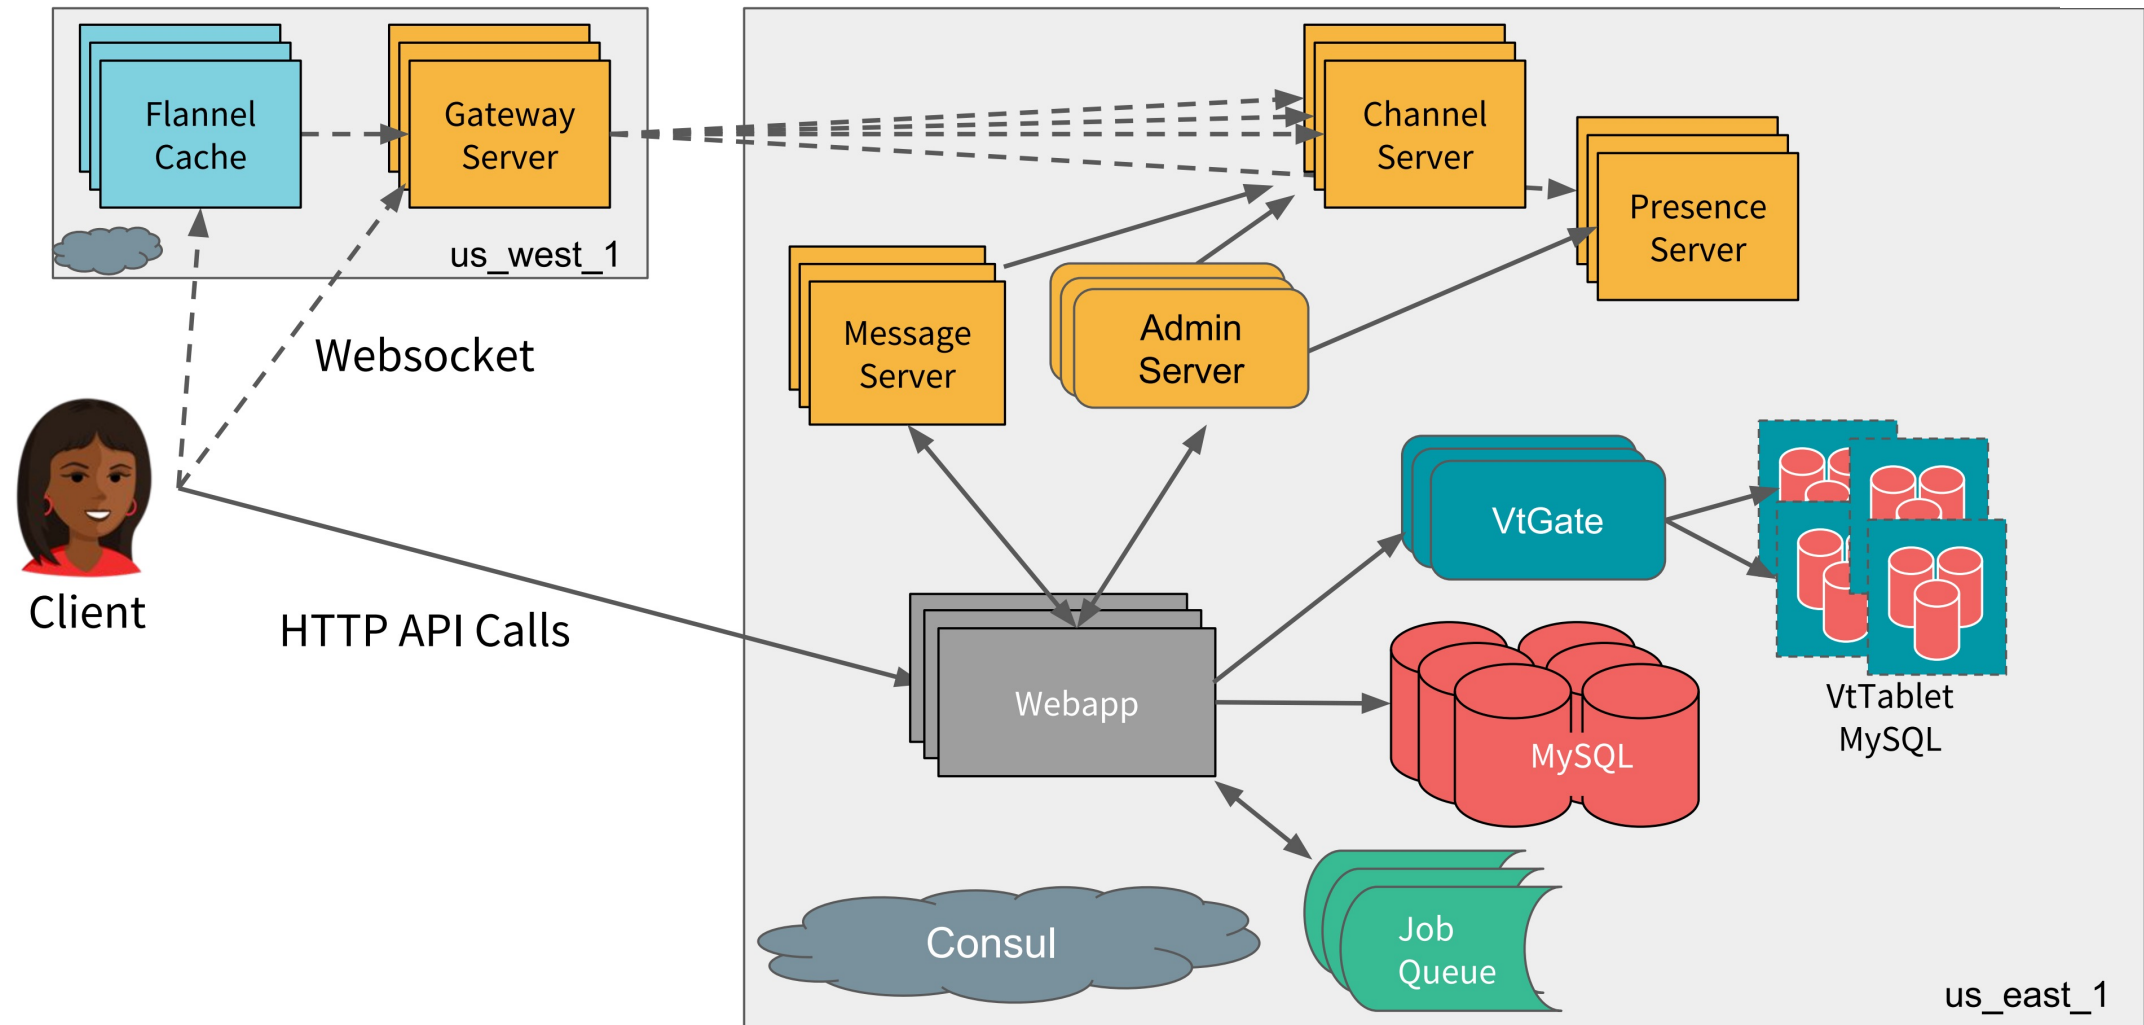 Flannel
Cache
Gateway
Server
us_west_1
Channel
Server
Presence
Server
Message
Server
Admin
Server
Websocket
Client
HTTP API Calls
VtGate
VtTablet
MySQL
Webapp
MySQL
Consul
Job
Queue
us_east_1